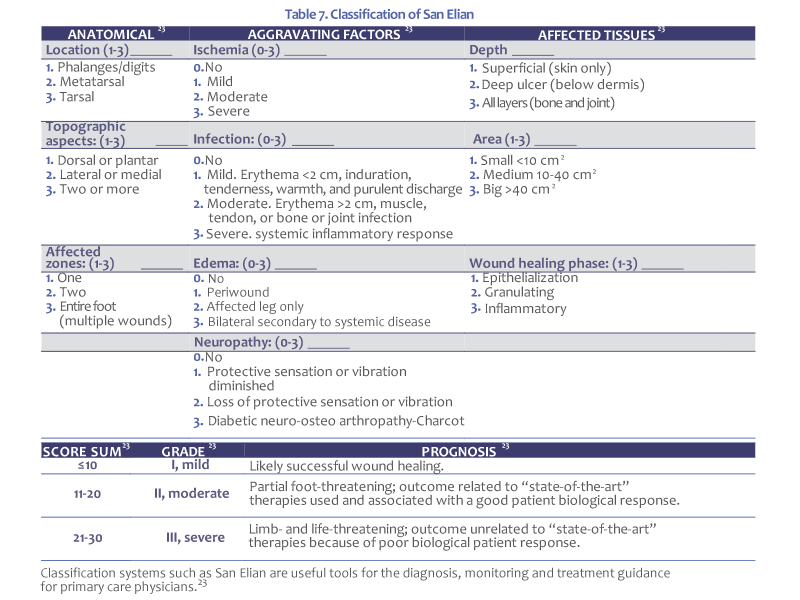 Table 7. Classification of San Elian
ANATOMICAL 23
Location (1-3)______
1. Phalanges/digits
2. Metatarsal
3. Tarsal
Topographic
aspects: (1-3) _____
1. Dorsal or plantar
2. Lateral or medial
3. Two or more
Affected
zones: (1-3) ______
1. One
2. Two
3. Entire foot
(multiple wounds)
AGGRAVATING FACTORS 23
Ischemia (0-3) ______
0.No
1. Mild
2. Moderate
3. Severe
Infection: (0-3) ______
0.No
1. Mild. Erythema <2 cm, induration,
tenderness, warmth, and purulent discharge
2. Moderate. Erythema >2 cm, muscle,
tendon, or bone or joint infection
3. Severe. systemic inflammatory response
Edema: (0-3) ______
0. No
1. Periwound
2. Affected leg only
3. Bilateral secondary to systemic disease
Neuropathy: (0-3) ______
0.No
1. Protective sensation or vibration
diminished
2. Loss of protective sensation or vibration
3. Diabetic neuro-osteo arthropathy-Charcot
AFFECTED TISSUES 23
Depth ______
1. Superficial (skin only)
2. Deep ulcer (below dermis)
3. All layers (bone and joint)
Area (1-3) ______
1. Small <10 cm²
2. Medium 10-40 cm²
3. Big >40 cm²
Wound healing phase: (1-3) ______
1. Epithelialization
2. Granulating
3. Inflammatory
SCORE SUM 23 GRADE 23 PROGNOSIS 23
≤10 I, mild Likely successful wound healing.
11-20 II, moderate Partial foot-threatening; outcome related to “state-of-the-art”
therapies used and associated with a good patient biological response.
21-30 III, severe Limb- and life-threatening; outcome unrelated to “state-of-the-art”
therapies because of poor biological patient response.
Classification systems such as San Elian are useful tools for the diagnosis, monitoring and treatment guidance
for primary care physicians.23